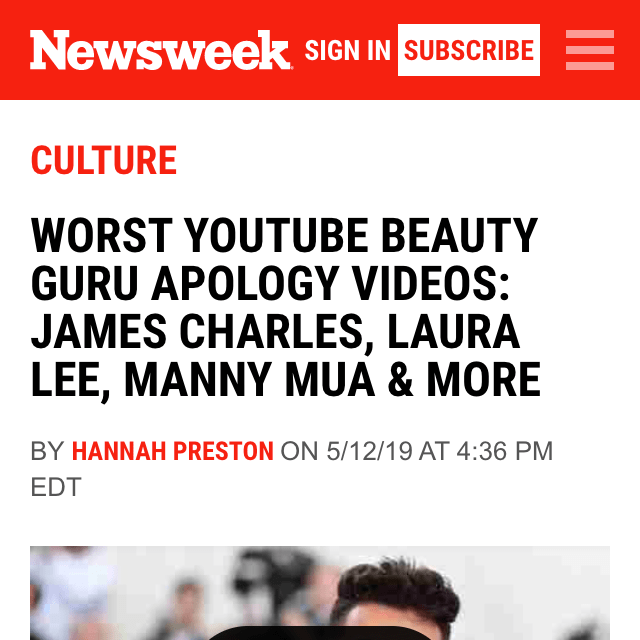 Newsweek SIGN IN SUBSCRIBE
CULTURE
WORST YOUTUBE BEAUTY
GURU APOLOGY VIDEOS:
JAMES CHARLES, LAURA
LEE, MANNY MUA & MORE
BY HANNAH PRESTON ON 5/12/19 AT 4:36 PM
EDT